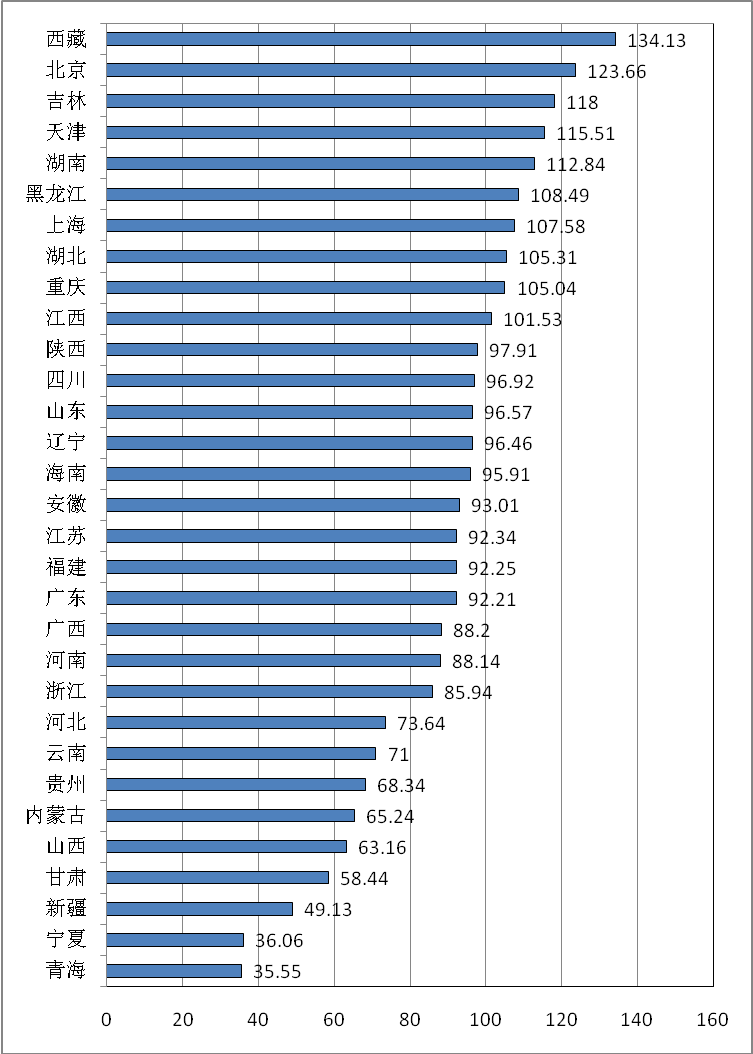 西藏 134.13
北京 123.66
吉林 118
天津 115.51
湖南 112.84
黑龙江 108.49
上海 107.58
湖北 105.31
重庆 105.04
江西 101.53
陕西 97.91
四川 96.92
山东 96.57
辽宁 96.46
海南 95.91
安徽 93.01
江苏 92.34
福建 92.25
广东 92.21
广西 88.2
河南 88.14
浙江 85.94
河北 73.64
云南 71
贵州 68.34
内蒙古 65.24
山西 63.16
甘肃 58.44
新疆 49.13
宁夏 36.06
青海 35.55
0 20 40 60 80 100 120 140 160